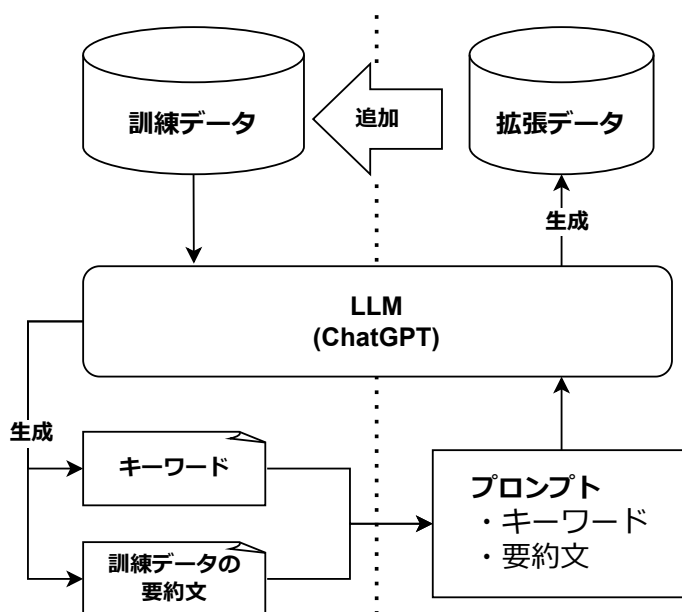 訓練データ
追加
拡張データ
生成
LLM
(ChatGPT)
生成
キーワード
訓練データの
要約文
プロンプト
・キーワード
・要約文